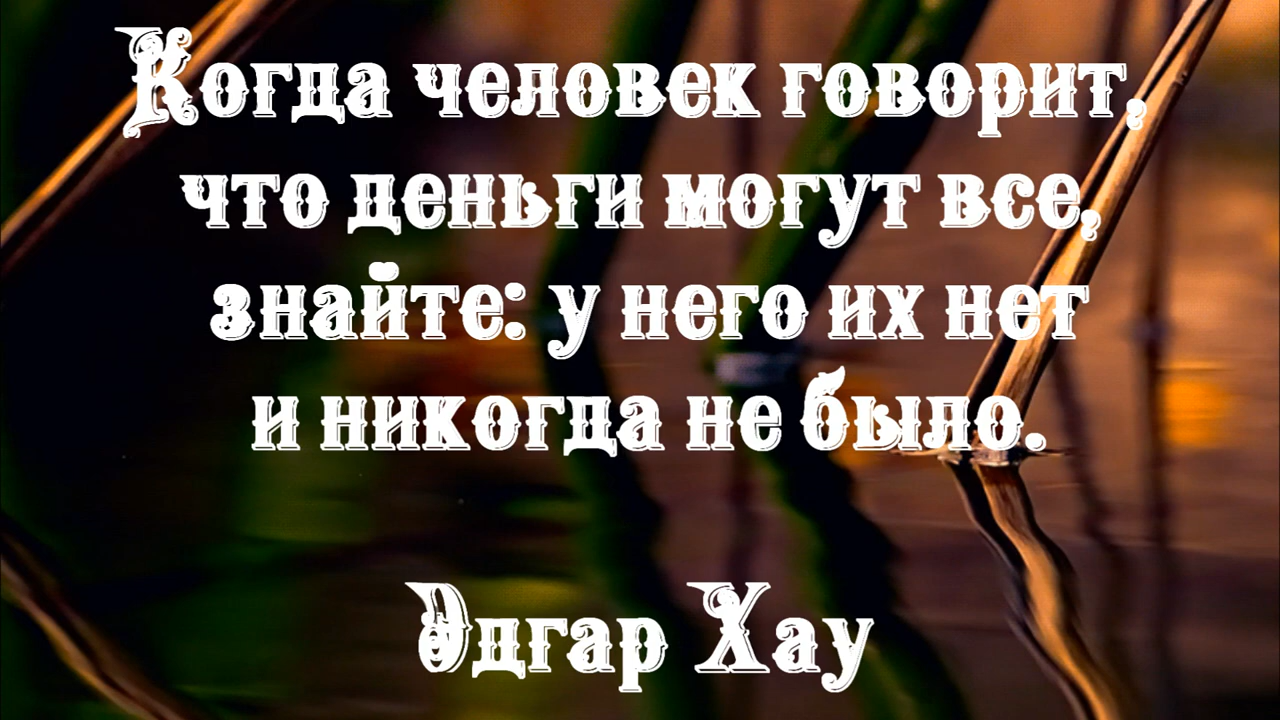 Когда человек говорит,
что деньги могут все,
знайте: у него их нет
и никогда не было.
Эдгар Хау